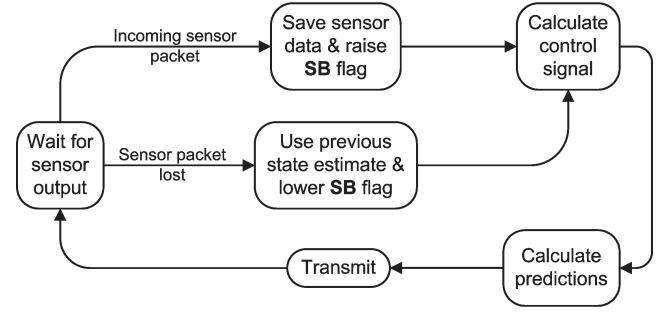 Incoming sensor
packet
Save sensor
data & raise
SB flag
Calculate
control
signal
Wait for
sensor
output
Sensor packet
lost
Use previous
state estimate &
lower SB flag
Transmit
Calculate
predictions